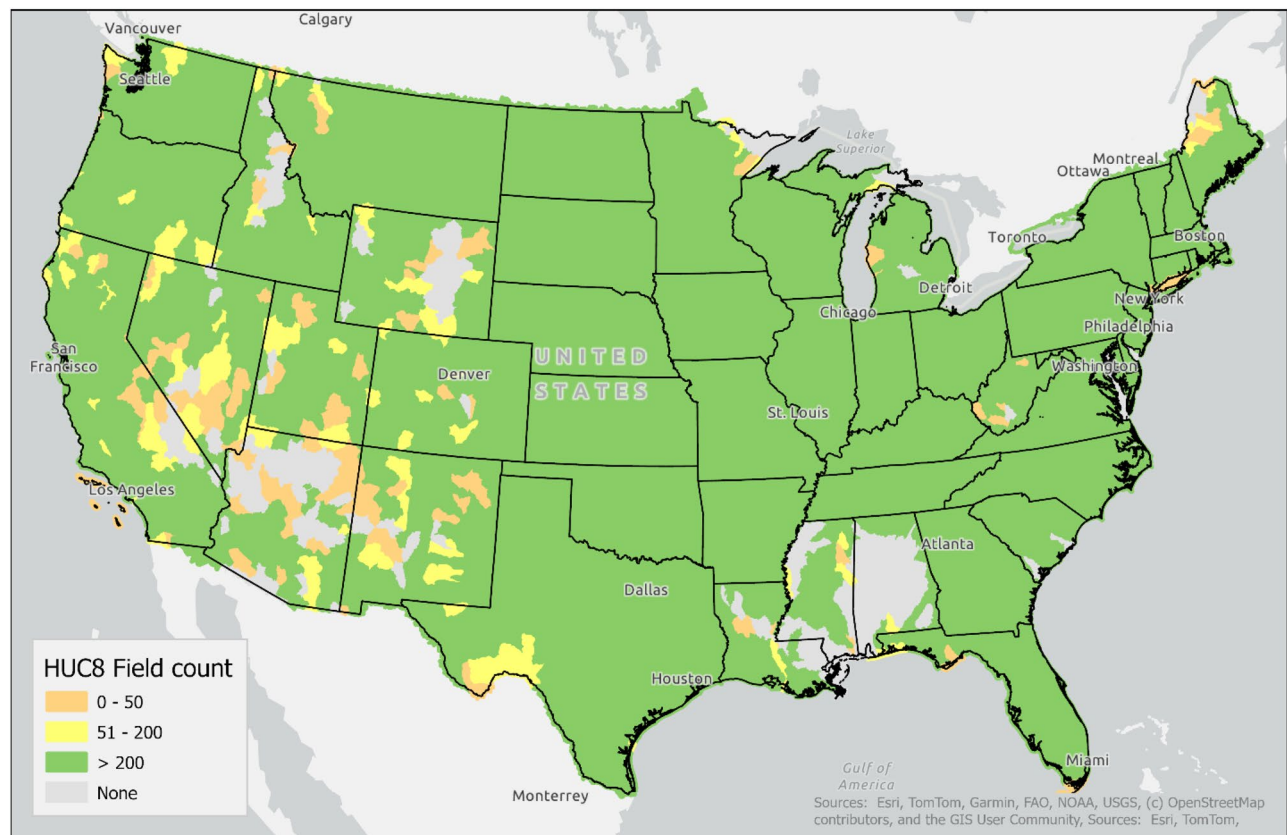 Calgary
Vancouver
Seattle
Lake
Superior
Montreal
Ottawa
Toronto
Boston
Detroit
New York
Chicago
Philadelphia
San
Francisco
UNITED
Denver
Washington
STATES
St. Louis
Los Angeles
Atlanta
Dallas
HUC8 Field count
0 - 50
51 - 200
> 200
None
Houston
Miami
Gulf of
America
Monterrey
Sources: Esri, TomTom, Garmin, FAO, NOAA, USGS, (c) OpenStreetMap
contributors, and the GIS User Community, Sources: Esri, TomTom,